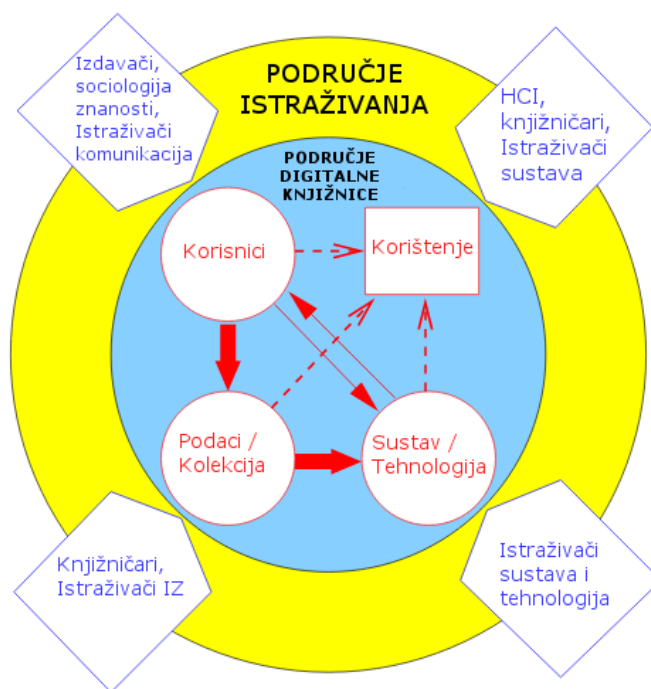 Izdavači,
sociologija
znanosti,
Istraživači
komunikacija
PODRUČJE
ISTRAŽIVANJA
HCI,
knjižničari,
Istraživači
sustava
PODRUČJE
DIGITALNE
KNJIŽNICE
Korisnici
Korištenje
Podaci /
Kolekcija
Sustav /
Tehnologija
Knjižničari,
Istraživači IZ
Istraživači
sustava i
tehnologija